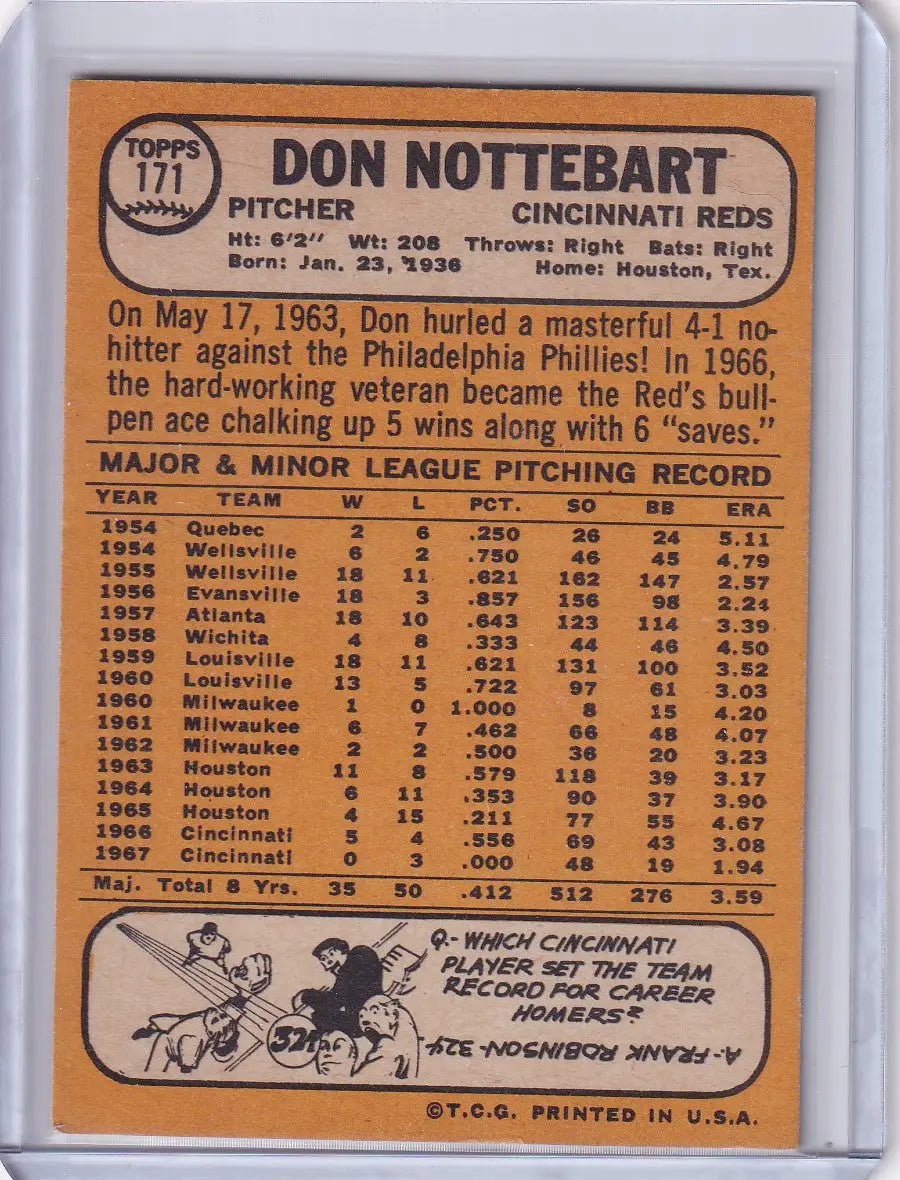 TOPPS
171
DON NOTTEBART
PITCHER CINCINNATI REDS
Ht: 6'2" Wt: 208 Throws: Right Bats: Right
Born: Jan. 23, 1936 Home: Houston, Tex.
On May 17, 1963, Don hurled a masterful 4-1 no-
hitter against the Philadelphia Phillies! In 1966,
the hard-working veteran became the Red's bull-
pen ace chalking up 5 wins along with 6 "saves."
MAJOR & MINOR LEAGUE PITCHING RECORD
YEAR TEAM W L PCT. SO BB ERA
1954 Quebec 2 6 .250 26 24 5.11
1954 Wellsville 6 2 .750 46 45 4.79
1955 Wellsville 18 11 .621 162 147 2.57
1956 Evansville 18 3 .857 156 98 2.24
1957 Atlanta 18 10 .643 123 114 3.39
1958 Wichita 4 8 .333 44 46 4.50
1959 Louisville 18 11 .621 131 100 3.52
1960 Louisville 13 5 .722 97 61 3.03
1960 Milwaukee 1 0 1.000 8 15 4.20
1961 Milwaukee 6 7 .462 66 48 4.07
1962 Milwaukee 2 2 .500 36 20 3.23
1963 Houston 11 8 .579 118 39 3.17
1964 Houston 6 11 .353 90 37 3.90
1965 Houston 4 15 .211 77 55 4.67
1966 Cincinnati 5 4 .556 69 43 3.08
1967 Cincinnati 0 3 .000 48 19 1.94
Maj. Total 8 Yrs. 35 50 .412 512 276 3.59
Q.- WHICH CINCINNATI
PLAYER SET THE TEAM
RECORD FOR CAREER
HOMERS?
324
A-FRANK ROBINSON-324
©T.C.G. PRINTED IN U.S.A.